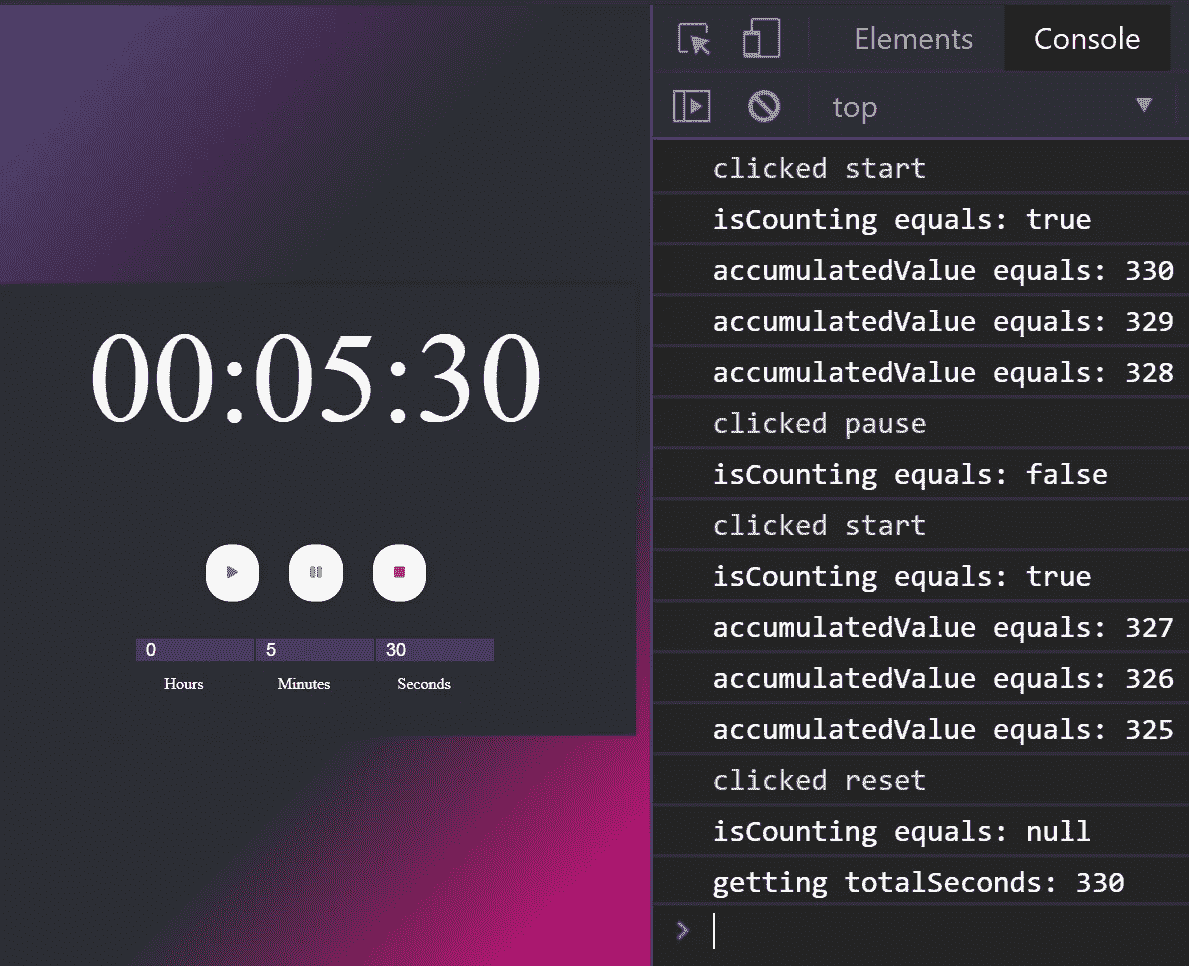 00:05:30
0 5 30
Hours Minutes Seconds
Elements Console
top
clicked start
isCounting equals: true
accumulatedValue equals: 330
accumulatedValue equals: 329
accumulatedValue equals: 328
clicked pause
isCounting equals: false
clicked start
isCounting equals: true
accumulatedValue equals: 327
accumulatedValue equals: 326
accumulatedValue equals: 325
clicked reset
isCounting equals: null
getting totalSeconds: 330